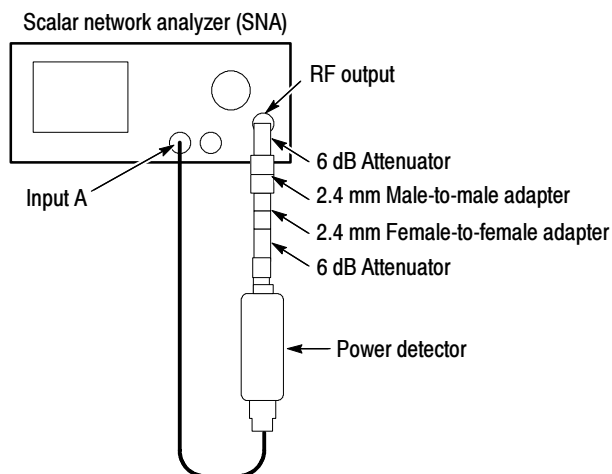 Scalar network analyzer (SNA)
RF output
6 dB Attenuator
Input A
2.4 mm Male-to-male adapter
2.4 mm Female-to-female adapter
6 dB Attenuator
Power detector